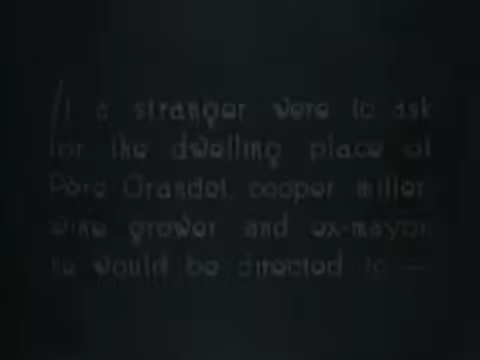 If a stranger were to ask
for the dwelling place of
Père Grandet, cooper, miller,
wine grower and ex-mayor
he would be directed to —